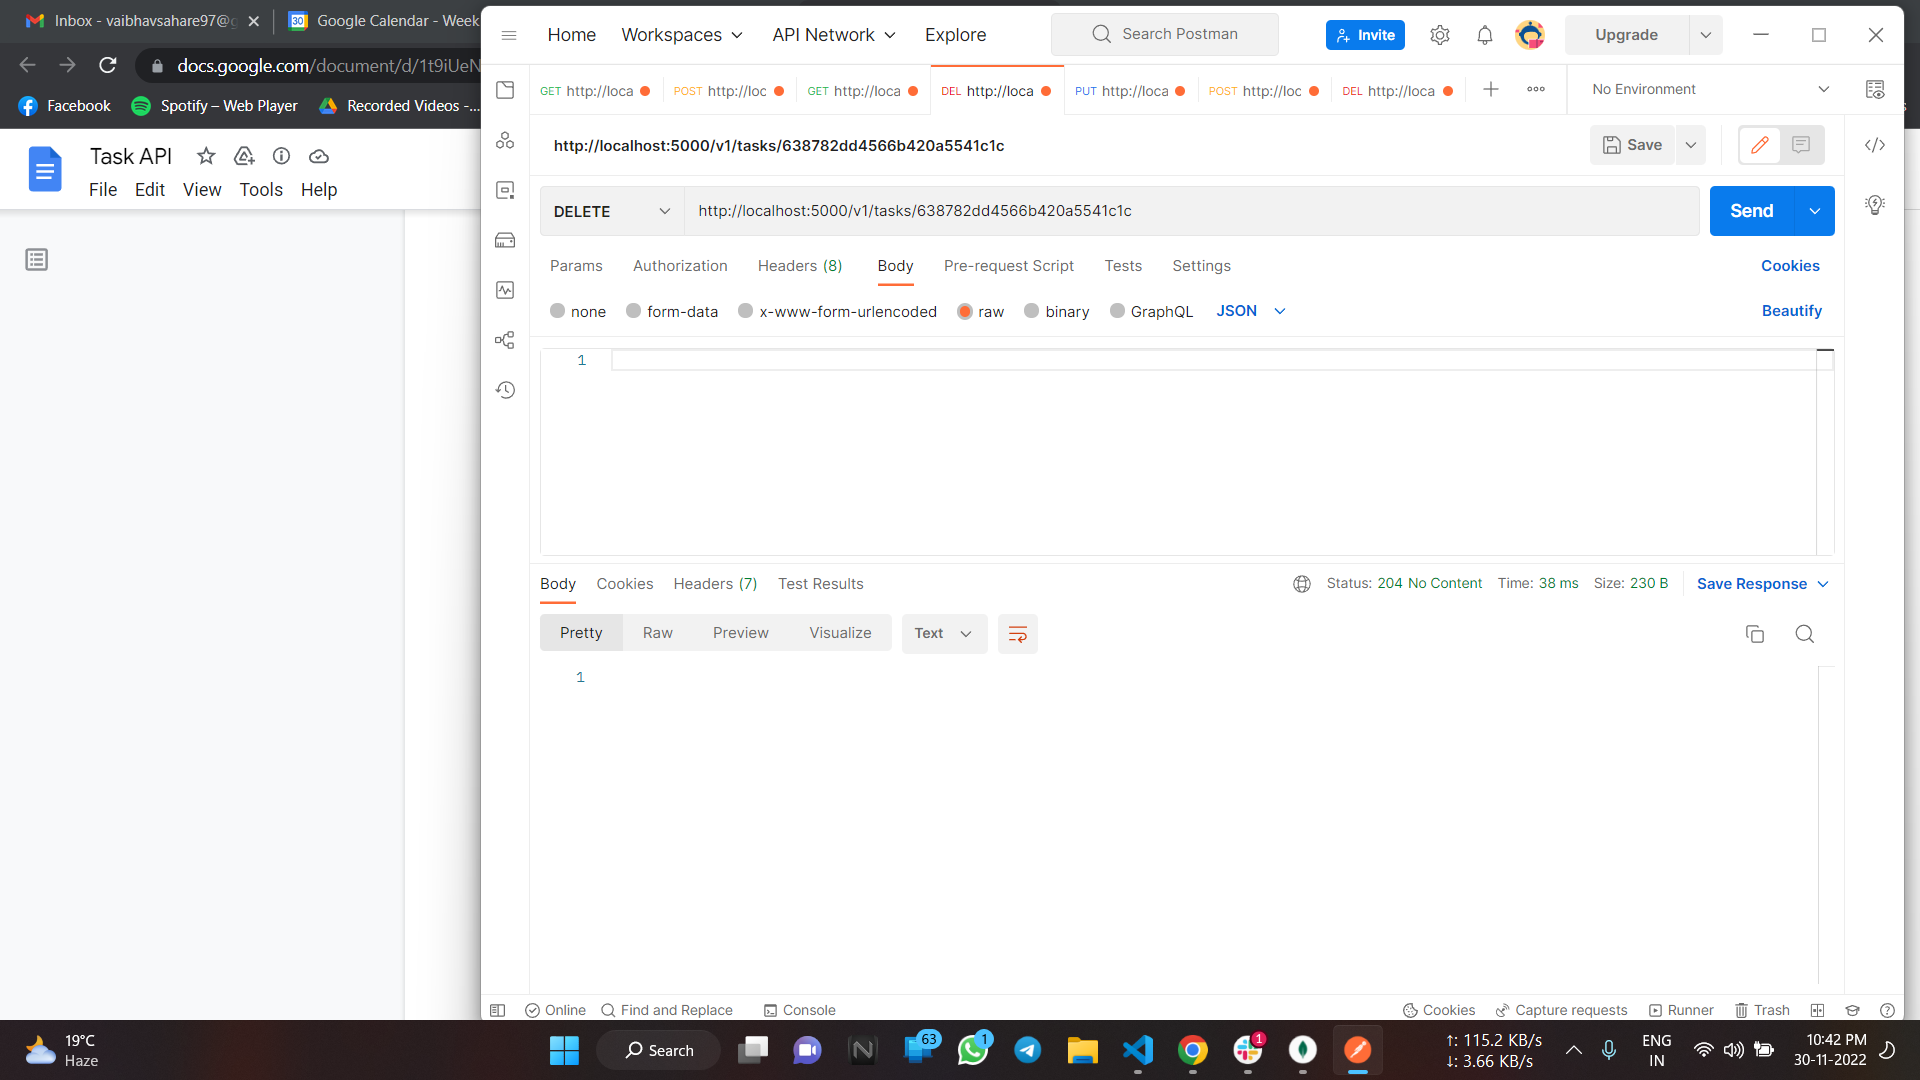 Inbox - vaibhavsahare97@g
Google Calendar - Week
docs.google.com/document/d/1t9iUeN
Facebook
Spotify – Web Player
Recorded Videos -...
Task API
File Edit View Tools Help
Home
Workspaces
API Network
Explore
Search Postman
Invite
Upgrade
GET http://loca
POST http://loc
GET http://loca
DEL http://loca
PUT http://loca
POST http://loc
DEL http://loca
No Environment
http://localhost:5000/v1/tasks/638782dd4566b420a5541c1c
Save
DELETE
http://localhost:5000/v1/tasks/638782dd4566b420a5541c1c
Send
Params Authorization Headers (8) Body Pre-request Script Tests Settings
Cookies
none form-data x-www-form-urlencoded raw binary GraphQL JSON
Beautify
1
Body Cookies Headers (7) Test Results
Status: 204 No Content Time: 38 ms Size: 230 B
Save Response
Pretty Raw Preview Visualize
Text
1
Online
Find and Replace
Console
Cookies
Capture requests
Runner
Trash
19°C
Haze
Search
63
1
1
↑: 115.2 KB/s
↓: 3.66 KB/s
ENG
IN
10:42 PM
30-11-2022